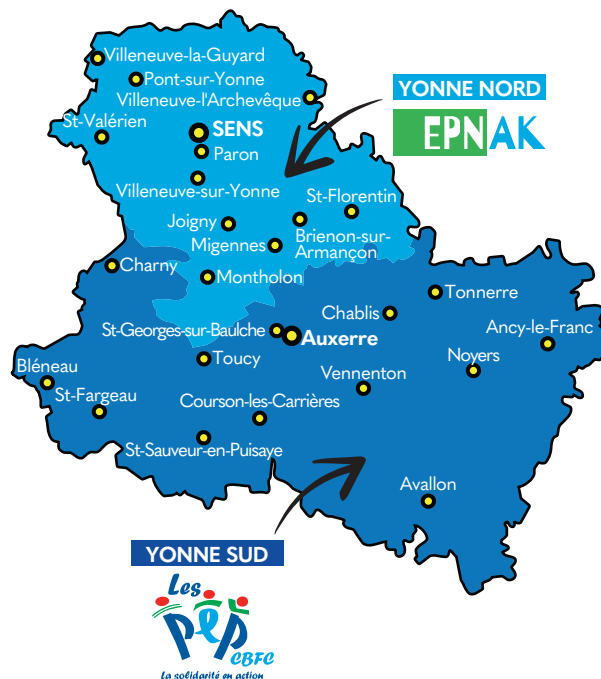 Villeneuve-la-Guyard
Pont-sur-Yonne
Villeneuve-l'Archevêque
YONNE NORD
EPNAK
St-Valérien
SENS
Paron
Villeneuve-sur-Yonne
St-Florentin
Joigny
Brienon-sur-
Armançon
Migennes
Charny
Montholon
Tonnerre
Chablis
St-Georges-sur-Baulche
Auxerre
Ancy-le-Franc
Toucy
Noyers
Bléneau
Vennenton
St-Fargeau
Courson-les-Carrières
St-Sauveur-en-Puisaye
Avallon
YONNE SUD
Les
pep
CBFC
La solidarité en action